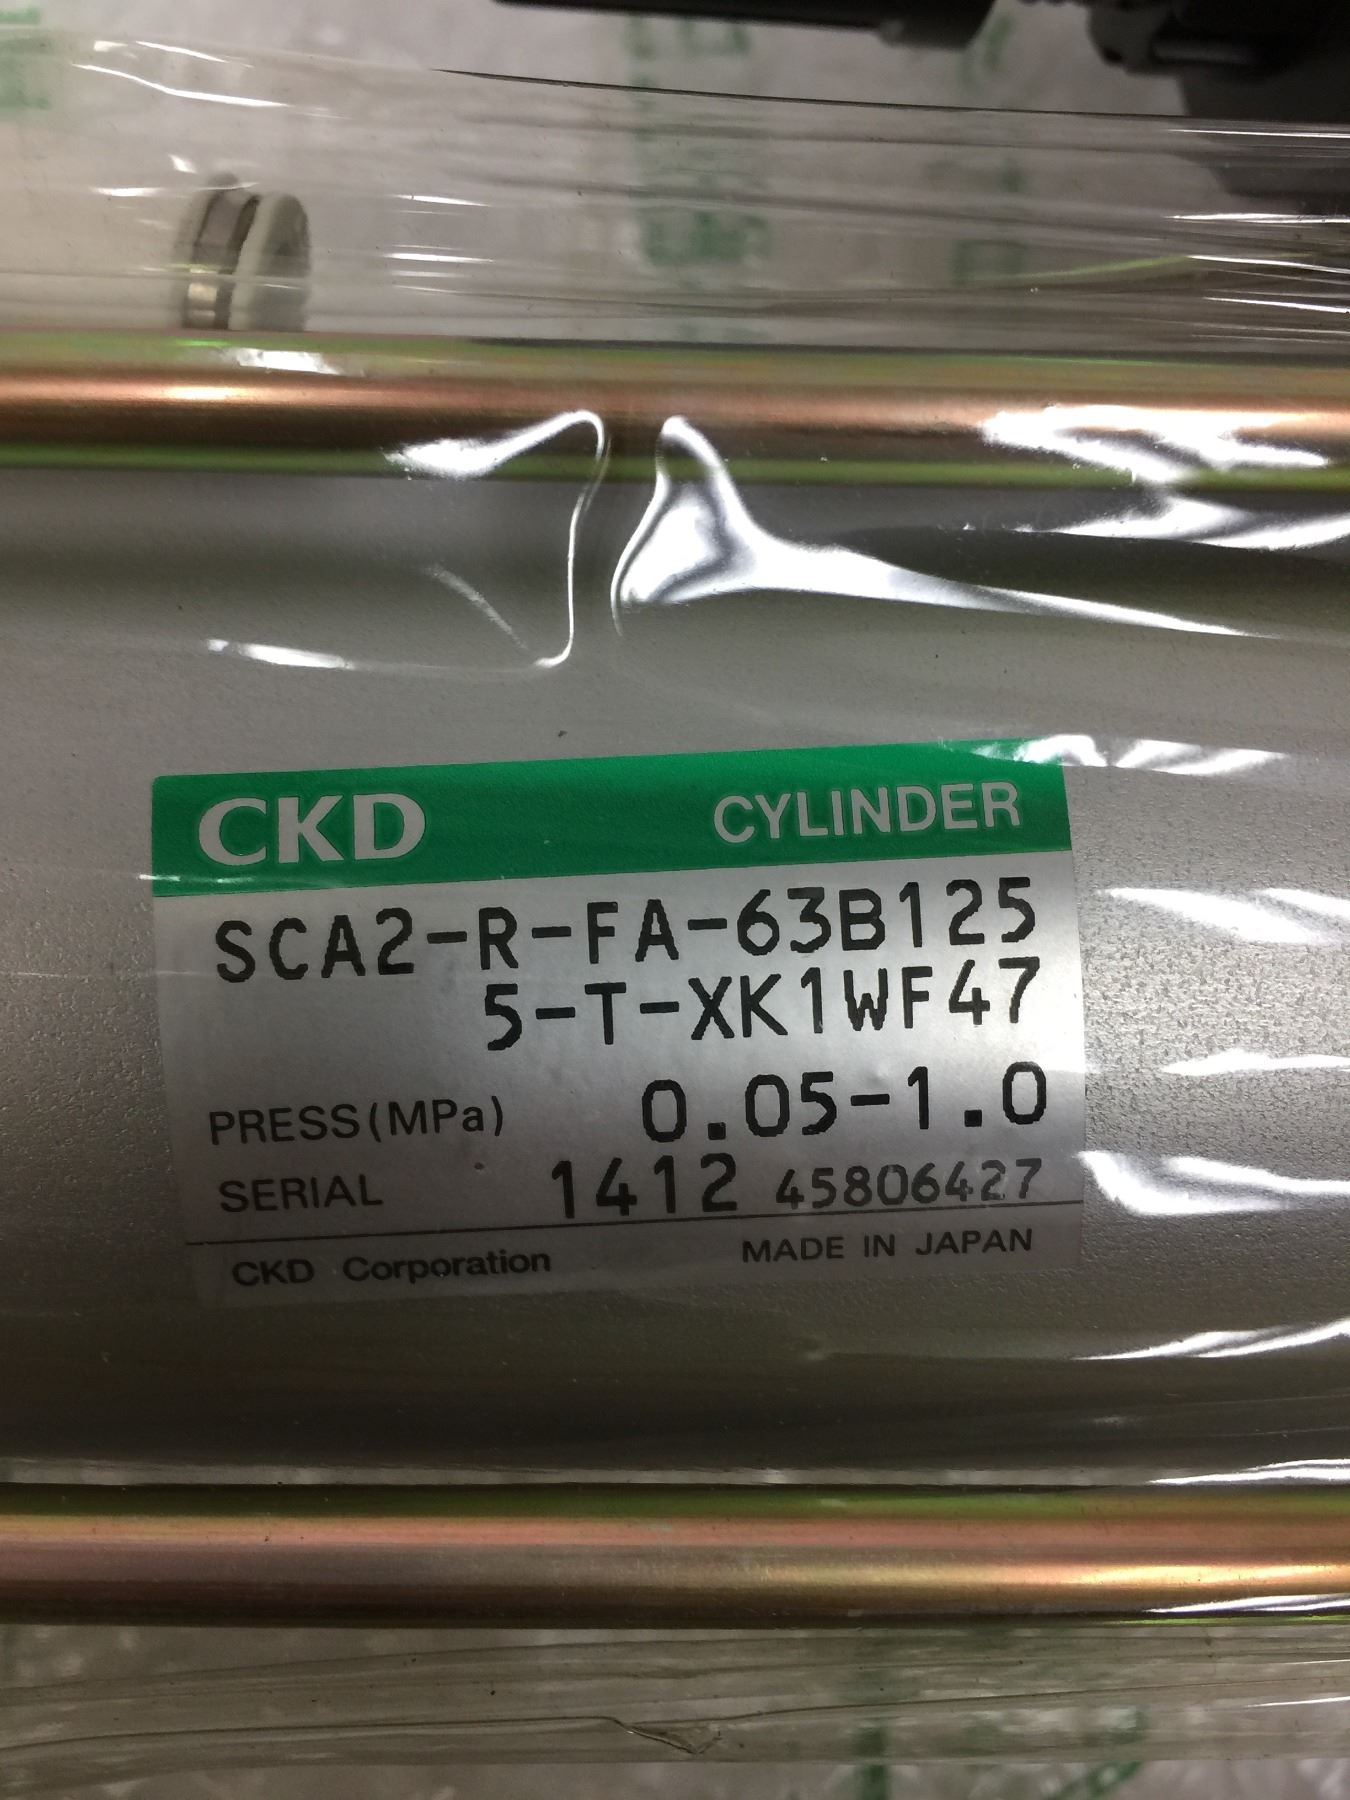 CKD CYLINDER
SCA2-R-FA-63B125
5-T-XK1WF47
PRESS(MPa) 0.05-1.0
SERIAL 1412 45806427
CKD Corporation MADE IN JAPAN